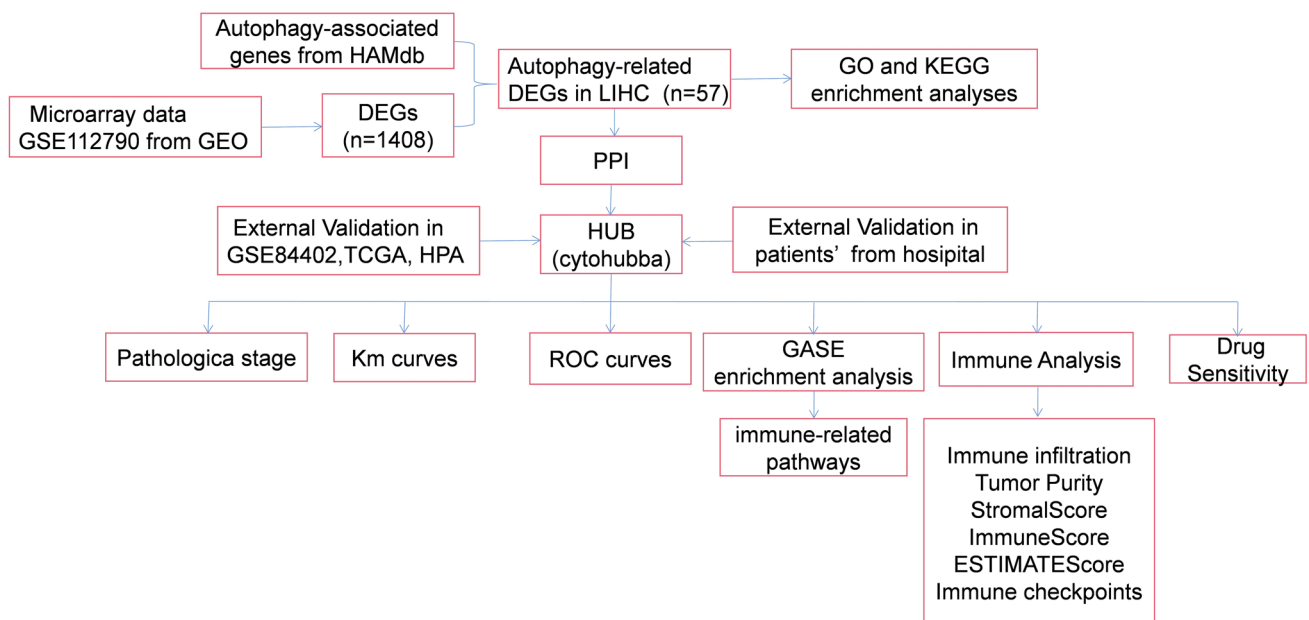 Autophagy-associated
genes from HAMdb
Microarray data
GSE112790 from GEO
DEGs
(n=1408)
Autophagy-related
DEGs in LIHC (n=57)
GO and KEGG
enrichment analyses
PPI
External Validation in
GSE84402,TCGA, HPA
HUB
(cytohubba)
External Validation in
patients’ from hosipital
Pathologica stage
Km curves
ROC curves
GASE
enrichment analysis
Immune Analysis
Drug
Sensitivity
immune-related
pathways
Immune infiltration
Tumor Purity
StromalScore
ImmuneScore
ESTIMATEScore
Immune checkpoints